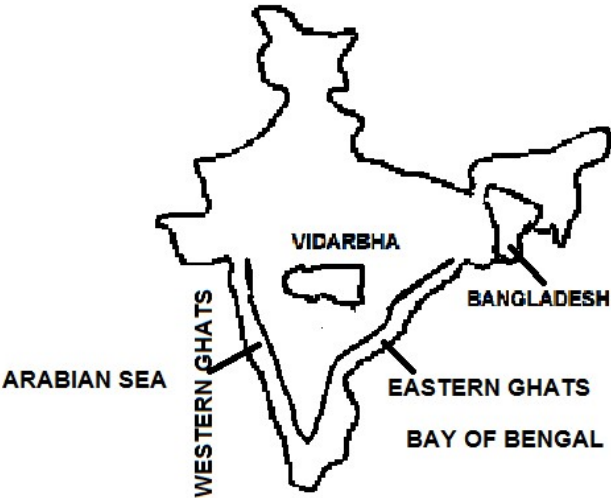 VIDARBHA
BANGLADESH
WESTERN GHATS
ARABIAN SEA
EASTERN GHATS
BAY OF BENGAL